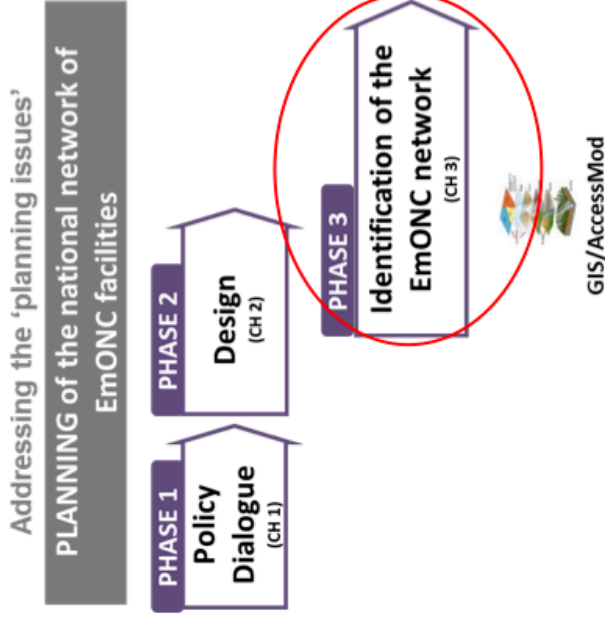 Addressing the ‘planning issues’
PLANNING of the national network of
EmONC facilities
PHASE 1
Policy
Dialogue
(CH 1)
PHASE 2
Design
(CH 2)
PHASE 3
Identification of the
EmONC network
(CH 3)
GIS/AccessMod